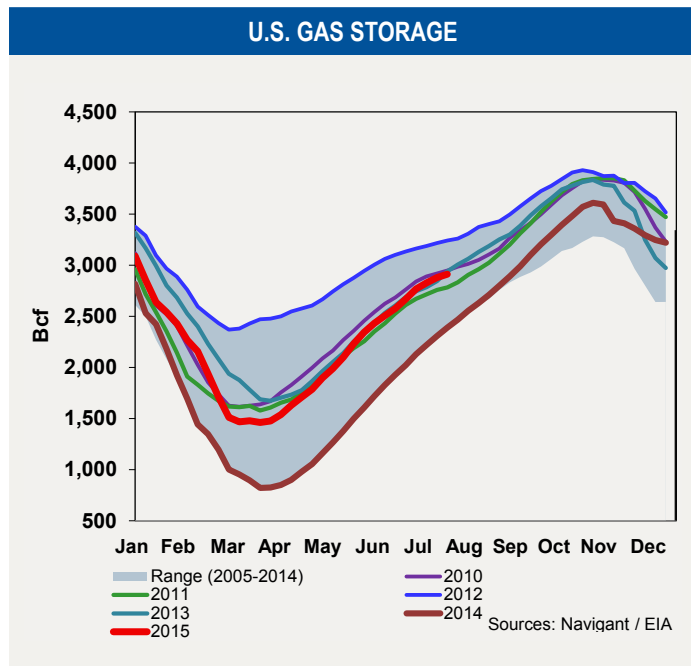 U.S. GAS STORAGE
4,500
4,000
3,500
3,000
2,500
2,000
1,500
1,000
500
Bcf
Jan Feb Mar Apr May Jun Jul Aug Sep Oct Nov Dec
Range (2005-2014) 2010
2011 2012
2013 2014
2015
Sources: Navigant / EIA